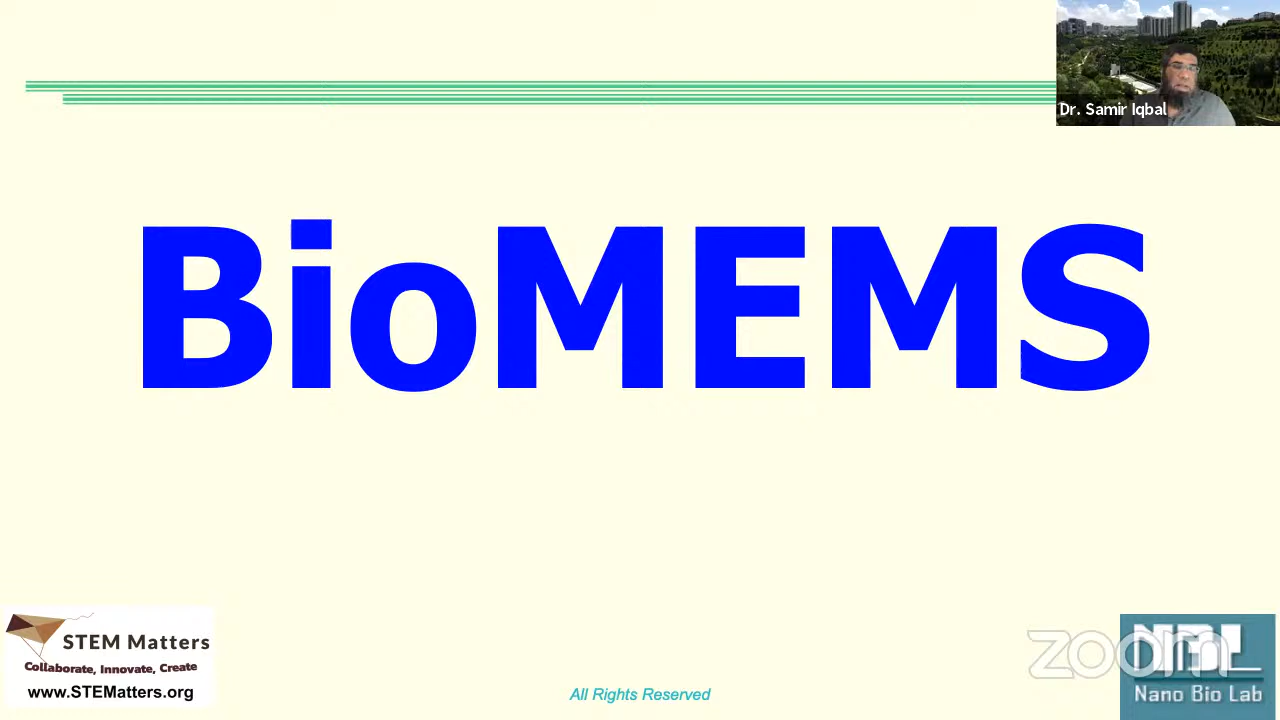 Dr. Samir Iqbal
BioMEMS
STEM Matters
Collaborate, Innovate, Create
www.STEMatters.org
All Rights Reserved
zoom
NBL
Nano Bio Lab